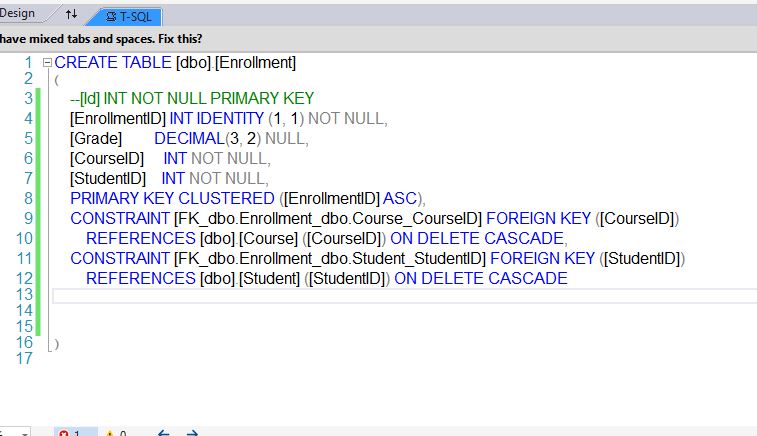 Design
T-SQL
have mixed tabs and spaces. Fix this?
1 CREATE TABLE [dbo].[Enrollment]
2 (
3 --[Id] INT NOT NULL PRIMARY KEY
4 [EnrollmentID] INT IDENTITY (1, 1) NOT NULL,
5 [Grade] DECIMAL(3, 2) NULL,
6 [CourseID] INT NOT NULL,
7 [StudentID] INT NOT NULL,
8 PRIMARY KEY CLUSTERED ([EnrollmentID] ASC),
9 CONSTRAINT [FK_dbo.Enrollment_dbo.Course_CourseID] FOREIGN KEY ([CourseID])
10 REFERENCES [dbo].[Course] ([CourseID]) ON DELETE CASCADE,
11 CONSTRAINT [FK_dbo.Enrollment_dbo.Student_StudentID] FOREIGN KEY ([StudentID])
12 REFERENCES [dbo].[Student] ([StudentID]) ON DELETE CASCADE
13
14
15
16 )
17
1 0